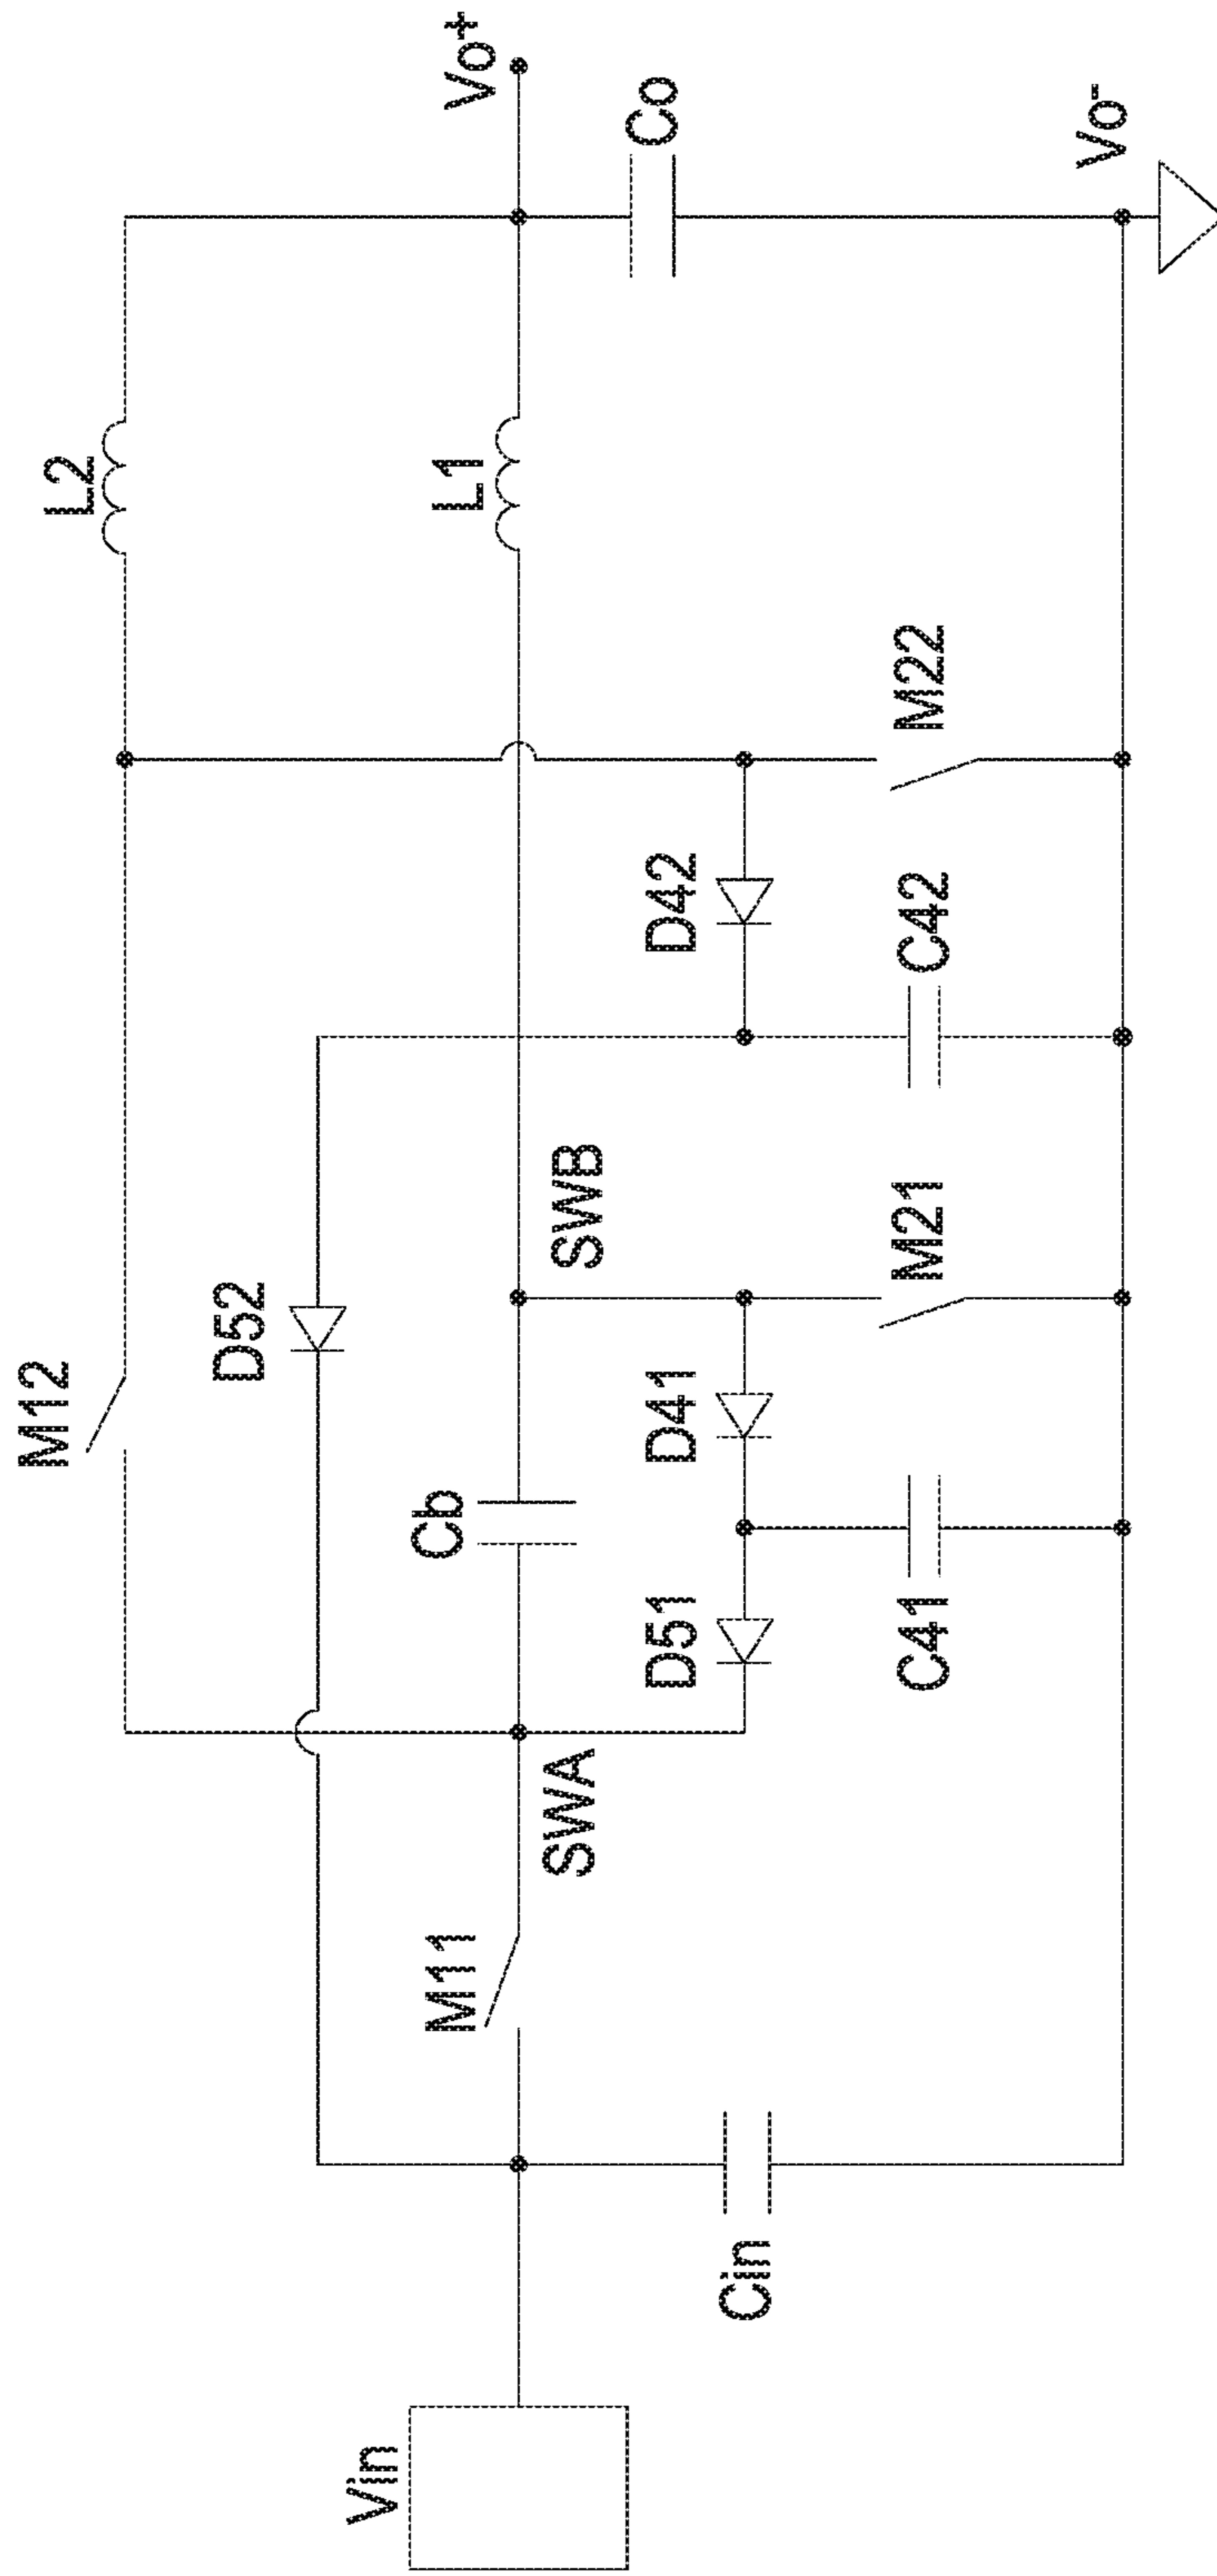 Vin
Cin
M11
SWA
M12
D52
Cb
D51
D41
C41
M21
SWB
D42
C42
M22
L2
L1
Co
Vo+
Vo-